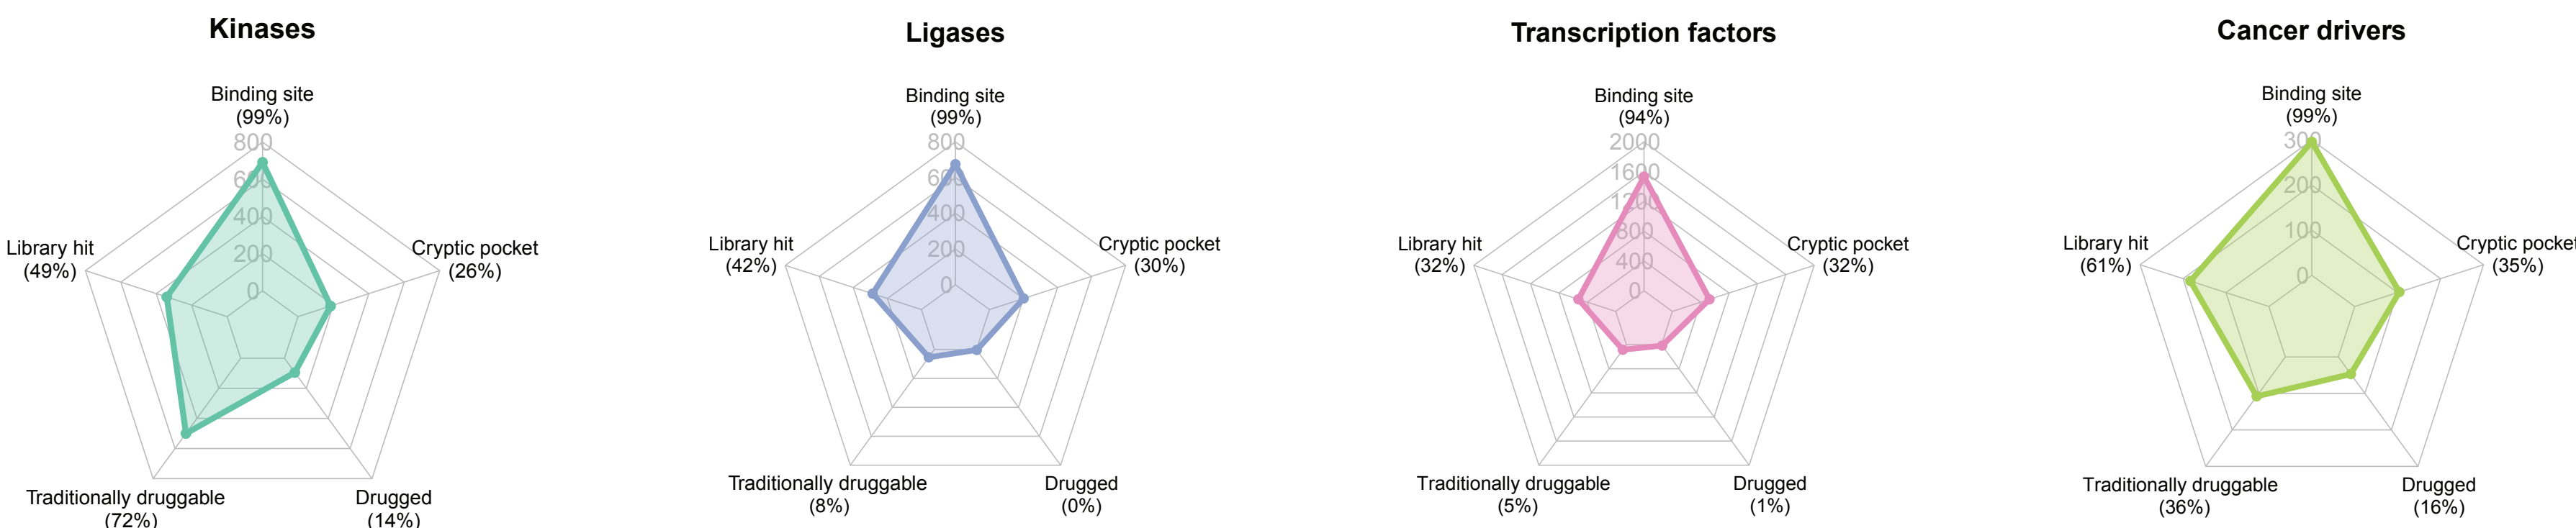 Kinases
Binding site
(99%)
800
600
400
200
0
Library hit
(49%)
Cryptic pocket
(26%)
Traditionally druggable
(72%)
Drugged
(14%)
Ligases
Binding site
(99%)
800
600
400
200
0
Library hit
(42%)
Cryptic pocket
(30%)
Traditionally druggable
(8%)
Drugged
(0%)
Transcription factors
Binding site
(94%)
2000
1600
1200
800
400
0
Library hit
(32%)
Cryptic pocket
(32%)
Traditionally druggable
(5%)
Drugged
(1%)
Cancer drivers
Binding site
(99%)
300
200
100
0
Library hit
(61%)
Cryptic pocket
(35%)
Traditionally druggable
(36%)
Drugged
(16%)